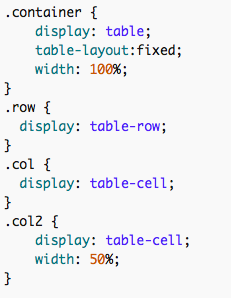 .container {
    display: table;
    table-layout:fixed;
    width: 100%;
}
.row {
  display: table-row;
}
.col {
  display: table-cell;
}
.col2 {
    display: table-cell;
    width: 50%;
}